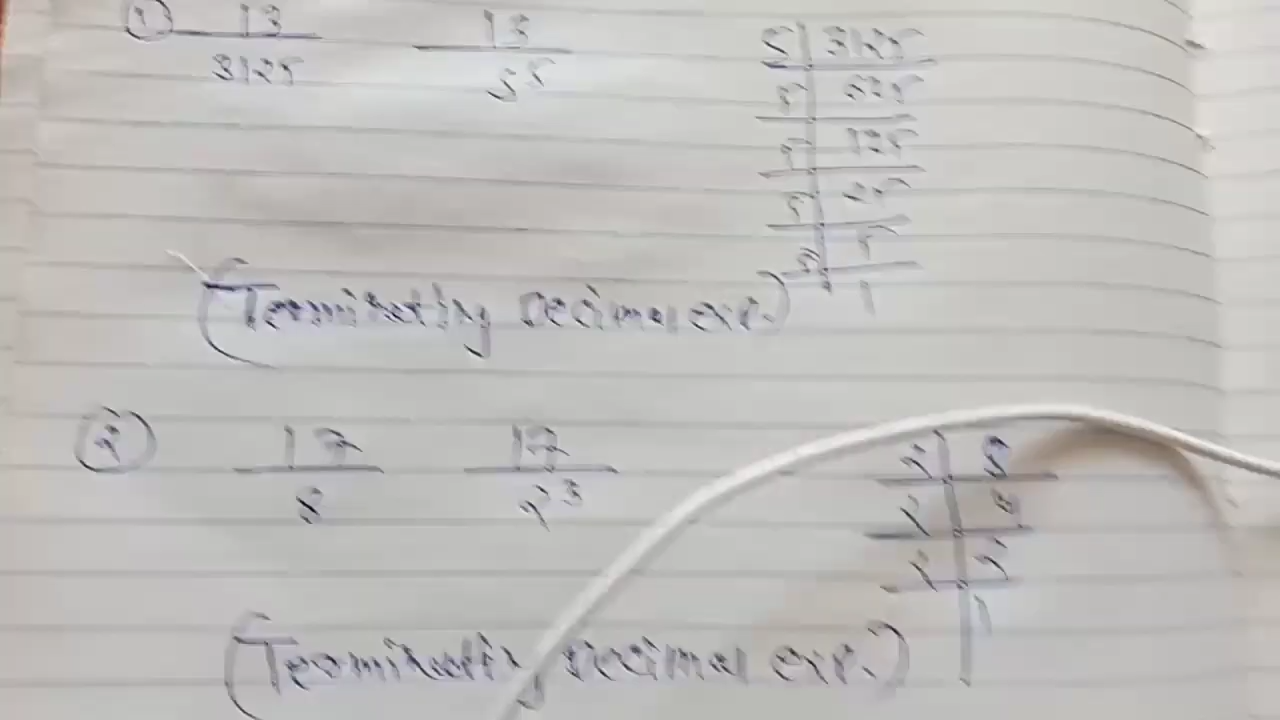 ① 13/3125 13/5⁵
5 | 3125
5 | 625
5 | 125
5 | 25
5 | 5
1
(Terminating decimal exp.)
② 17/8 17/2³
2 | 8
2 | 4
2 | 2
1
(Terminating decimal exp.)